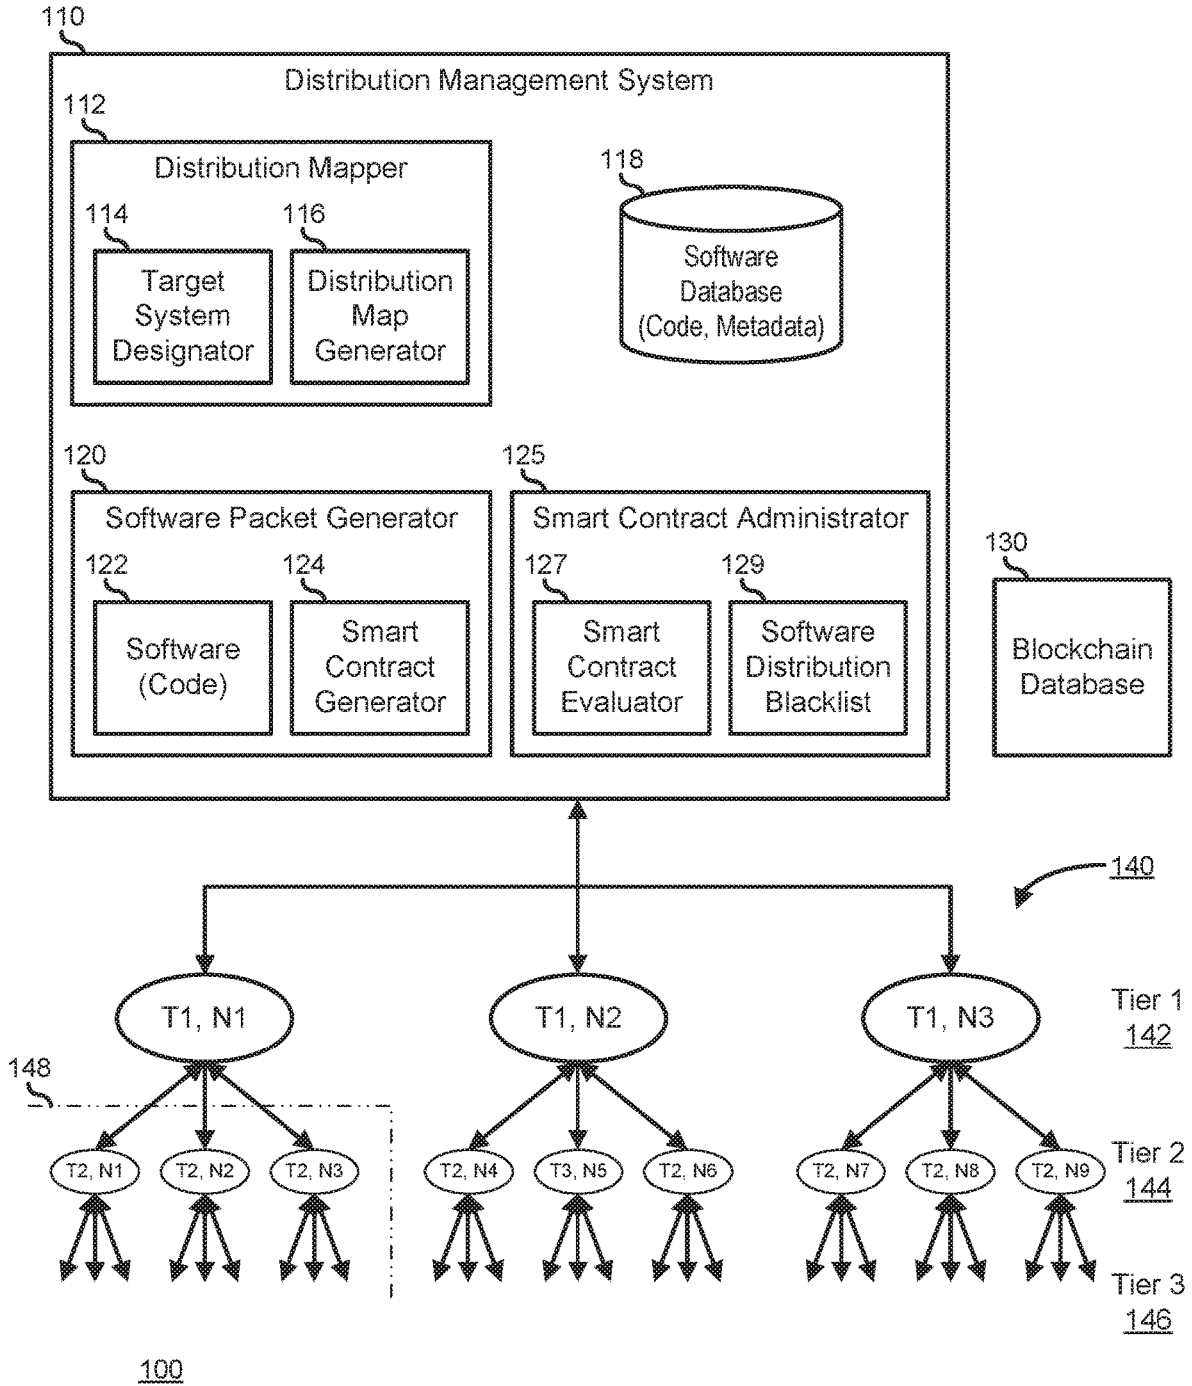 110
Distribution Management System
112
Distribution Mapper
118
114
116
Target
System
Designator
Distribution
Map
Generator
Software
Database
(Code, Metadata)
120
125
Software Packet Generator
Smart Contract Administrator
122
124
127
129
130
Software
(Code)
Smart
Contract
Generator
Smart
Contract
Evaluator
Software
Distribution
Blacklist
Blockchain
Database
140
T1, N1
T1, N2
T1, N3
Tier 1
142
148
T2, N1
T2, N2
T2, N3
T2, N4
T3, N5
T2, N6
T2, N7
T2, N8
T2, N9
Tier 2
144
Tier 3
146
100